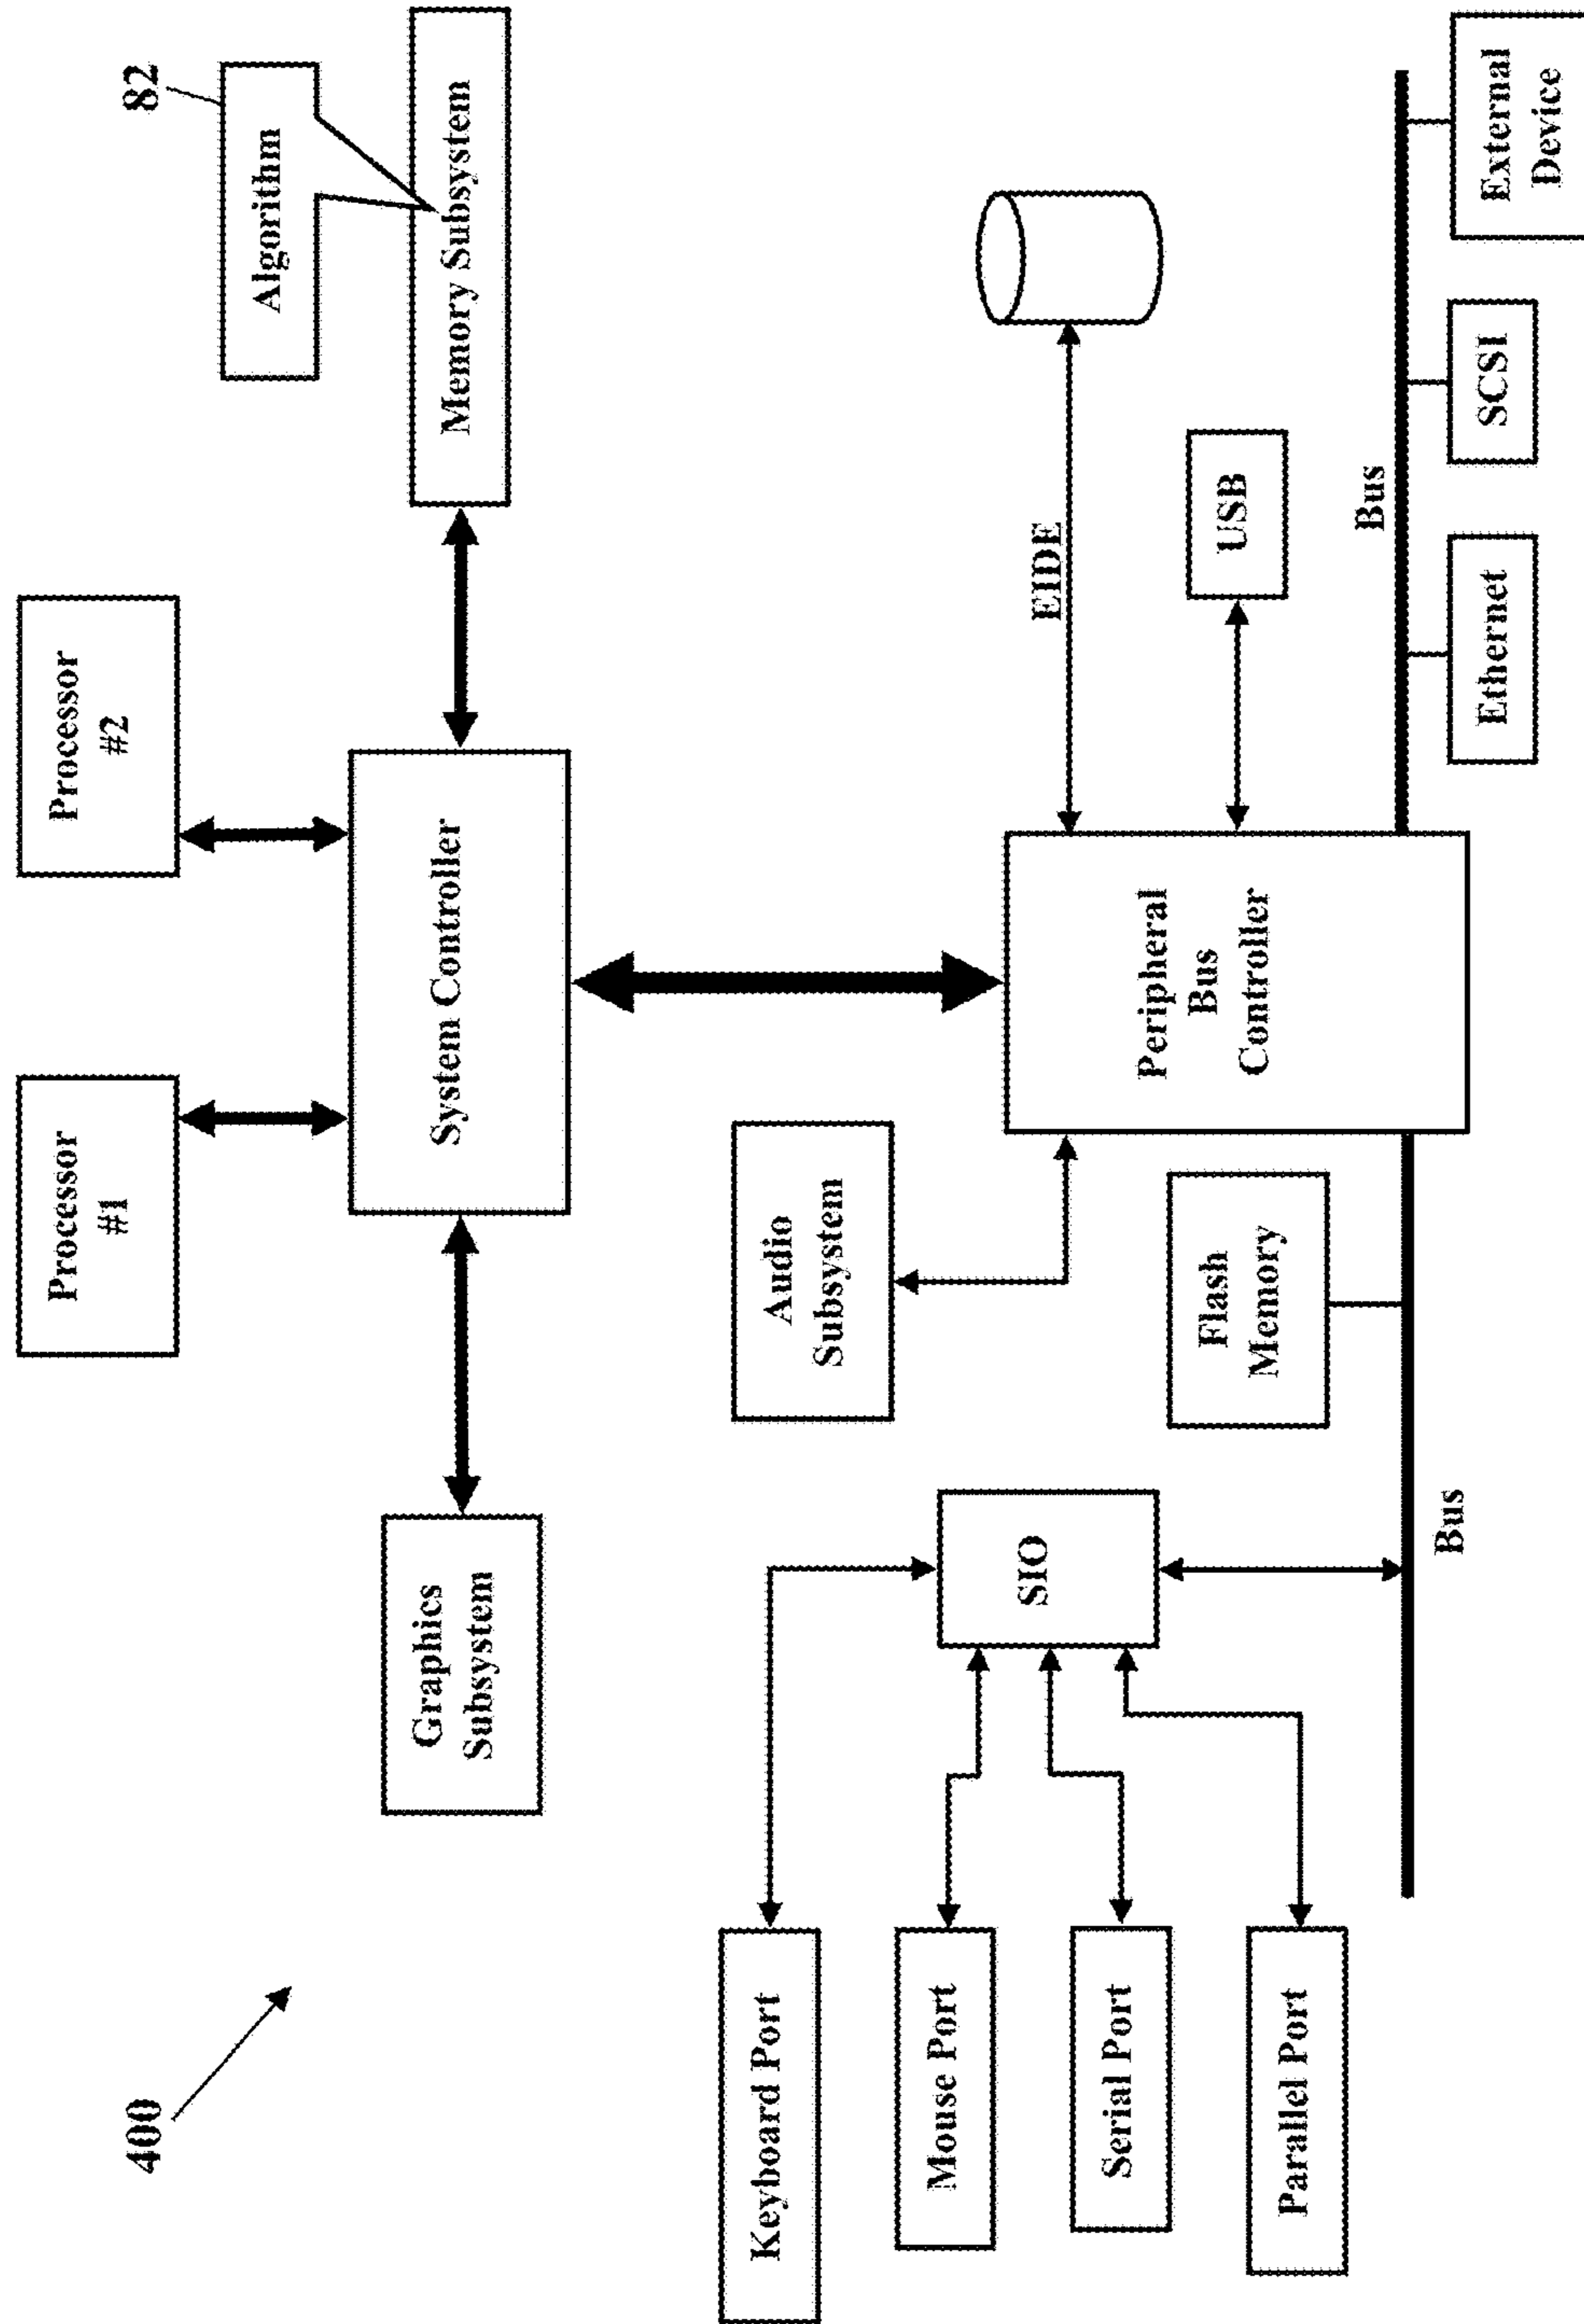 400
Processor
#1
Processor
#2
82
Algorithm
Graphics
Subsystem
System Controller
Memory Subsystem
Keyboard Port
Audio
Subsystem
Mouse Port
SIO
EIDE
Peripheral
Bus
Controller
Serial Port
Flash
Memory
USB
Parallel Port
Bus
Bus
Ethernet
SCSI
External
Device